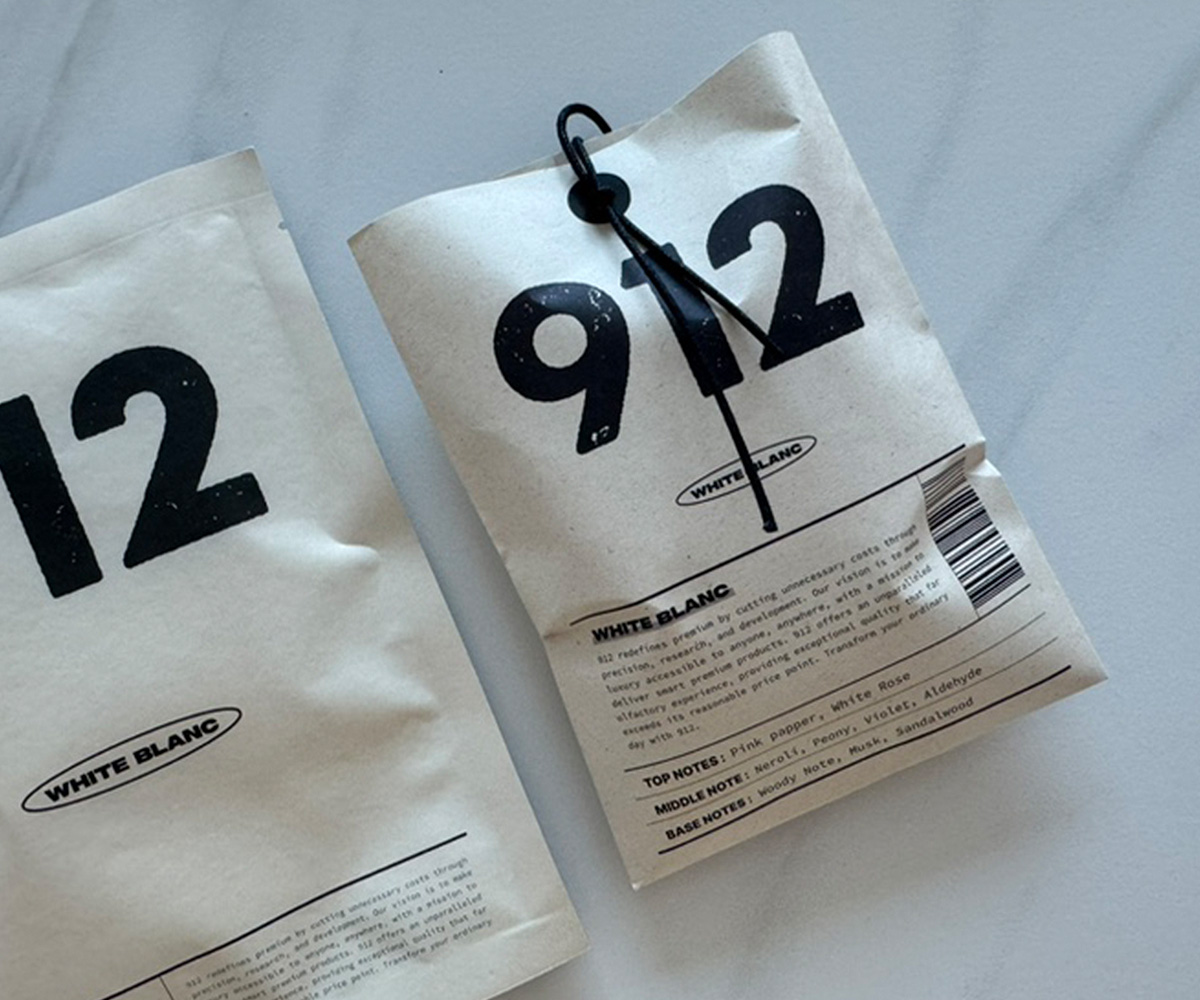 12
WHITE BLANC
912 redefines premium by cutting unnecessary costs through
precision, research, and development. Our vision is to make
luxury accessible to anyone, anywhere, with a mission to
smart premium products. 912 offers an unparalleled
experience, providing exceptional quality that far
reasonable price point. Transform your ordinary
912
WHITE BLANC
WHITE BLANC
912 redefines premium by cutting unnecessary costs through
precision, research, and development. Our vision is to make
luxury accessible to anyone, anywhere, with a mission to
deliver smart premium products. 912 offers an unparalleled
olfactory experience, providing exceptional quality that far
exceeds its reasonable price point. Transform your ordinary
day with 912.
TOP NOTES: Pink papper, White Rose
MIDDLE NOTE: Neroli, Peony, Violet, Aldehyde
BASE NOTES: Woody Note, Musk, Sandalwood